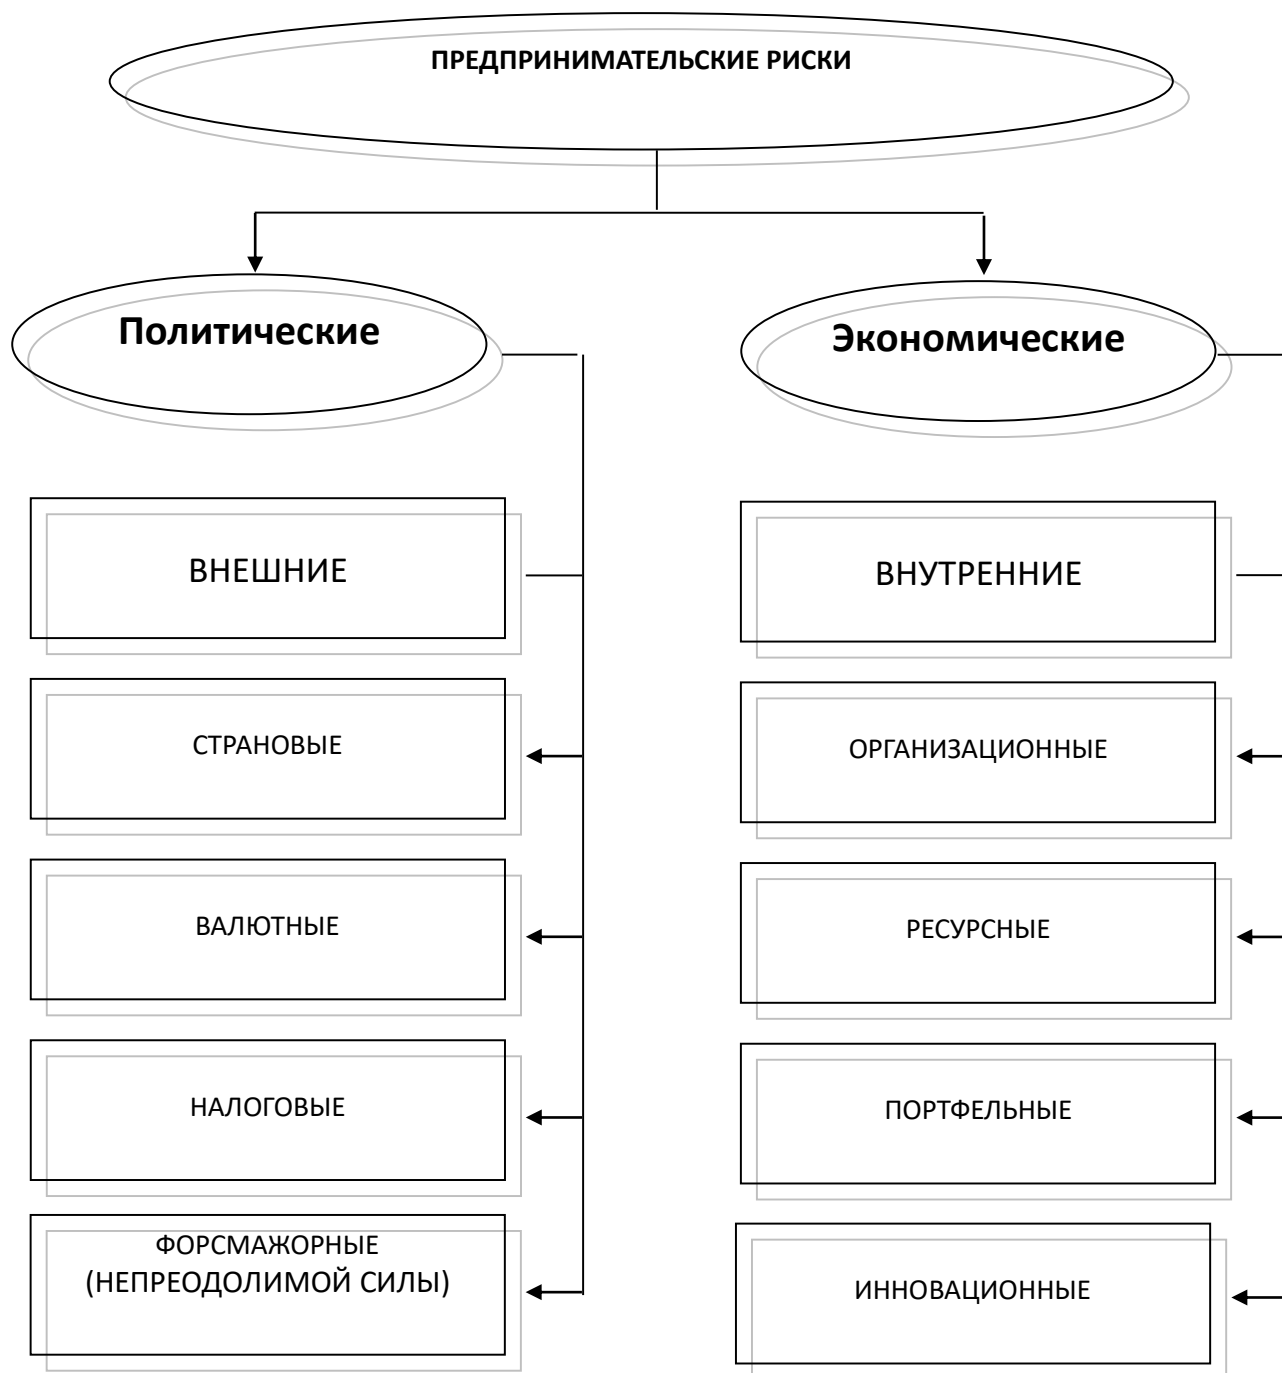 ПРЕДПРИНИМАТЕЛЬСКИЕ РИСКИ
Политические
Экономические
ВНЕШНИЕ
ВНУТРЕННИЕ
СТРАНОВЫЕ
ОРГАНИЗАЦИОННЫЕ
ВАЛЮТНЫЕ
РЕСУРСНЫЕ
НАЛОГОВЫЕ
ПОРТФЕЛЬНЫЕ
ФОРСМАЖОРНЫЕ
(НЕПРЕОДОЛИМОЙ СИЛЫ)
ИННОВАЦИОННЫЕ